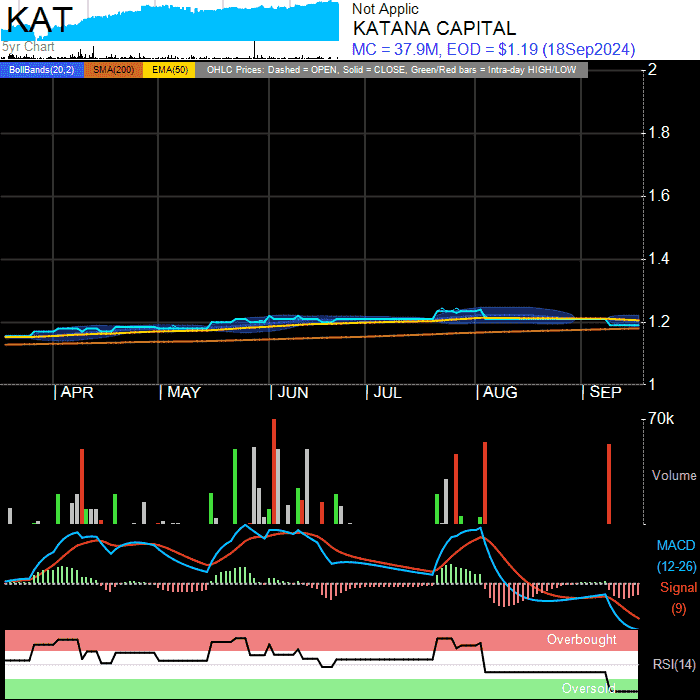 KAT
5yr Chart
Not Applic
KATANA CAPITAL
MC = 37.9M, EOD = $1.19 (18Sep2024)
BollBands(20,2) SMA(200) EMA(50) OHLC Prices: Dashed = OPEN, Solid = CLOSE, Green/Red bars = Intra-day HIGH/LOW
2
1.8
1.6
1.4
1.2
1
APR MAY JUN JUL AUG SEP
70k
Volume
MACD
(12-26)
Signal
(9)
Overbought
RSI(14)
Oversold